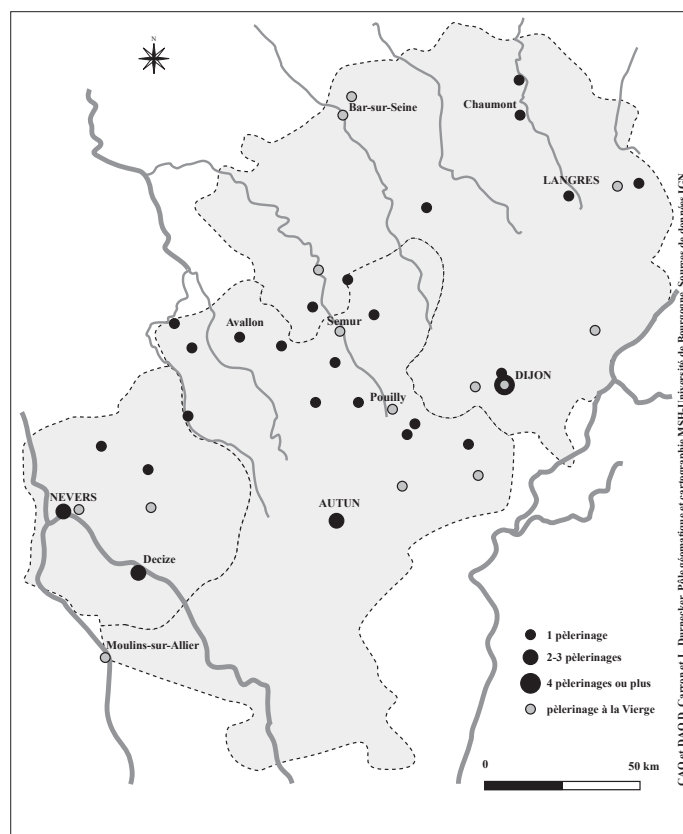 N
Bar-sur-Seine
Chaumont
LANGRES
Avallon
Semur
Pouilly
DIJON
NEVERS
AUTUN
Decize
Moulins-sur-Allier
1 pèlerinage
2-3 pèlerinages
4 pèlerinages ou plus
pèlerinage à la Vierge
0
50 km
CAO et DAO D. Carron et L. Durnecker, Pôle géomatique et cartographie MSH-Université de Bourgogne Sources de données IGN